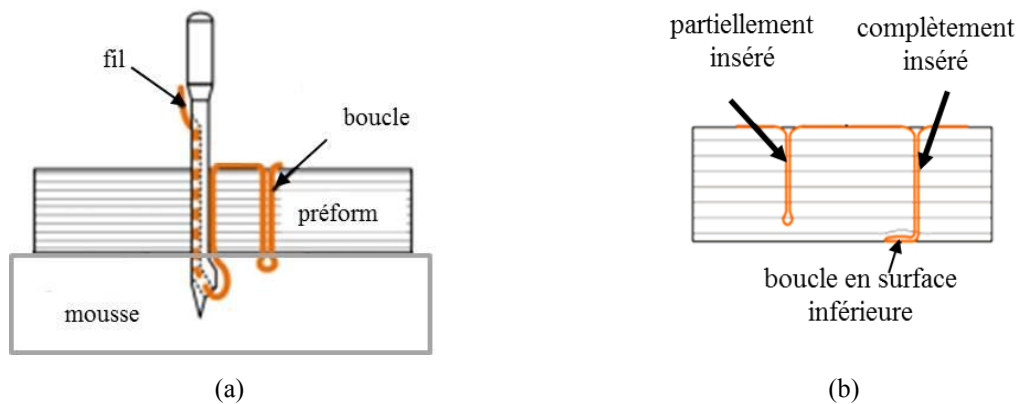 fil
boucle
préform
mousse
(a)
partiellement
inséré
complètement
inséré
boucle en surface
inférieure
(b)